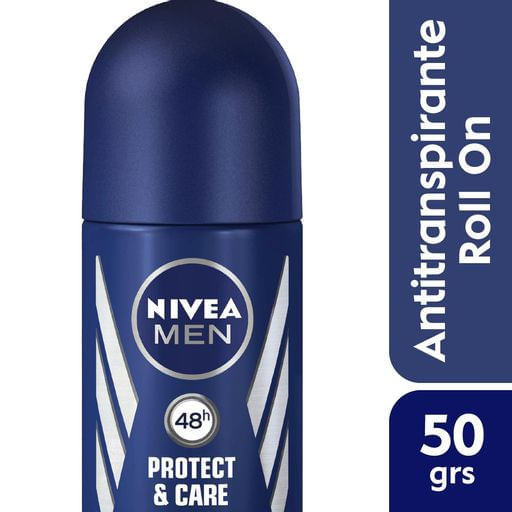 NIVEA
MEN
48h
PROTECT
& CARE
Antitranspirante
Roll On
50
grs